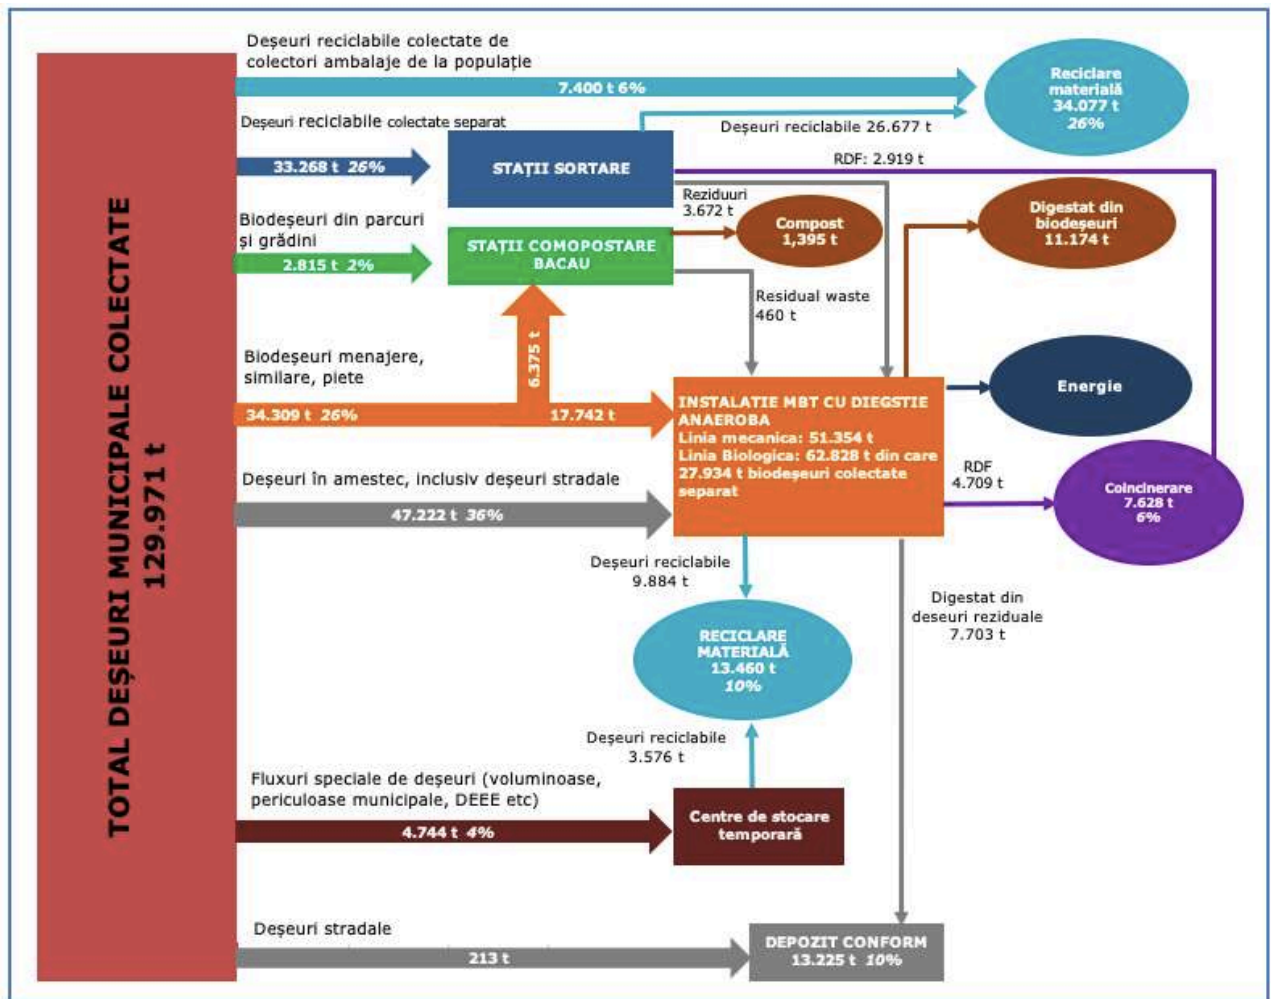 TOTAL DEȘEURI MUNICIPALE COLECTATE
129.971 t
Deșeuri reciclabile colectate de
colectori ambalaje de la populație
7.400 t 6%
Reciclare
materială
34.077 t
26%
Deșeuri reciclabile colectate separat
Deșeuri reciclabile 26.677 t
33.268 t 26%
STAȚII SORTARE
RDF: 2.919 t
Reziduuri
3.672 t
Biodeșeuri din parcuri
și grădini
2.815 t 2%
STAȚII COMOPOSTARE
BACAU
Compost
1,395 t
Digestat din
biodeșeuri
11.174 t
Residual waste
460 t
6.375 t
Biodeșeuri menajere,
similare, piete
34.309 t 26%
17.742 t
INSTALATIE MBT CU DIEGSTIE
ANAEROBA
Linia mecanica: 51.354 t
Linia Biologica: 62.828 t din care
27.934 t biodeșeuri colectate
separat
Energie
RDF
4.709 t
Coincinerare
7.628 t
6%
Deșeuri în amestec, inclusiv deșeuri stradale
47.222 t 36%
Deșeuri reciclabile
9.884 t
Digestat din
deseuri reziduale
7.703 t
RECICLARE
MATERIALĂ
13.460 t
10%
Deșeuri reciclabile
3.576 t
Fluxuri speciale de deșeuri (voluminoase,
periculoase municipale, DEEE etc)
4.744 t 4%
Centre de stocare
temporară
Deșeuri stradale
213 t
DEPOZIT CONFORM
13.225 t 10%